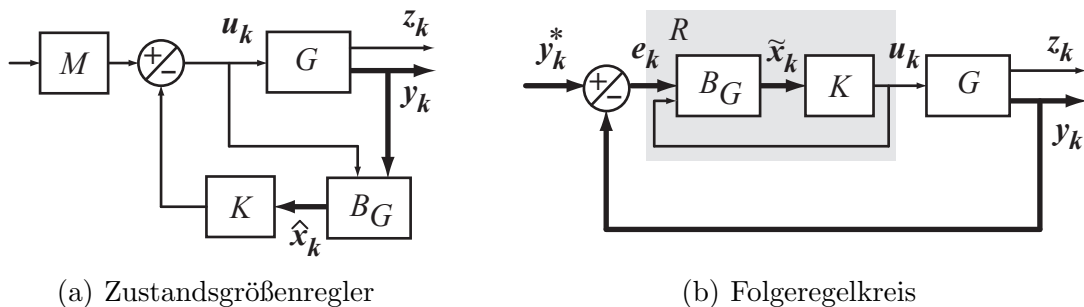 M
+
−
u_k
G
z_k
y_k
K
x̂_k
B_G
(a) Zustandsgrößenregler
y*_k
+
−
e_k
R
B_G
x̃_k
K
u_k
G
z_k
y_k
(b) Folgeregelkreis